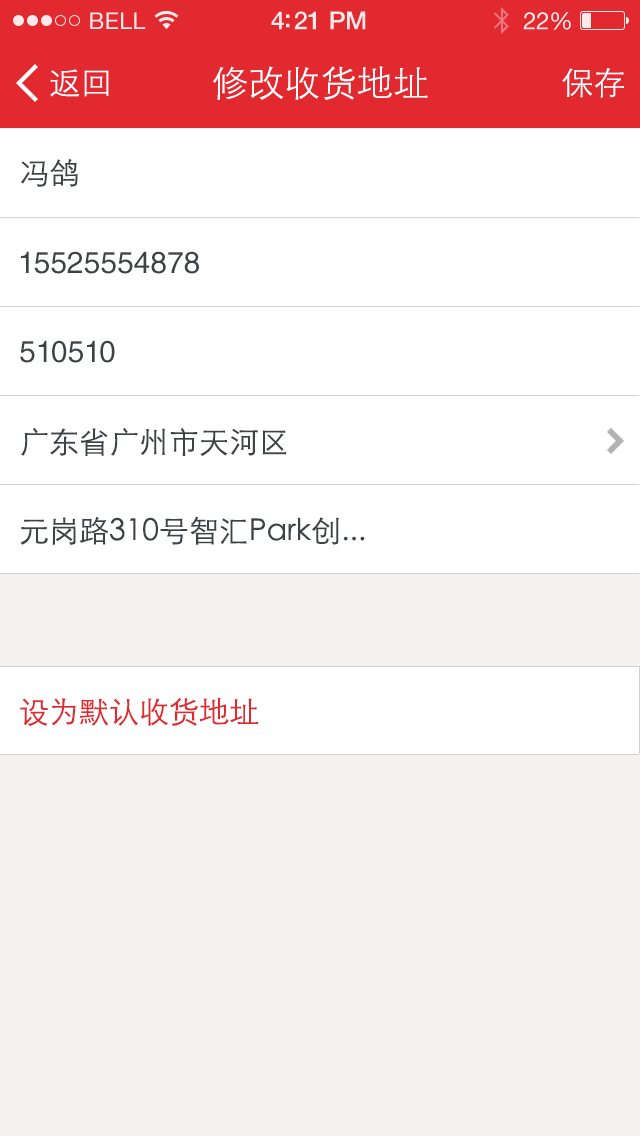 BELL 4:21 PM 22%
返回 修改收货地址 保存
冯鸽
15525554878
510510
广东省广州市天河区
元岗路310号智汇Park创...
设为默认收货地址